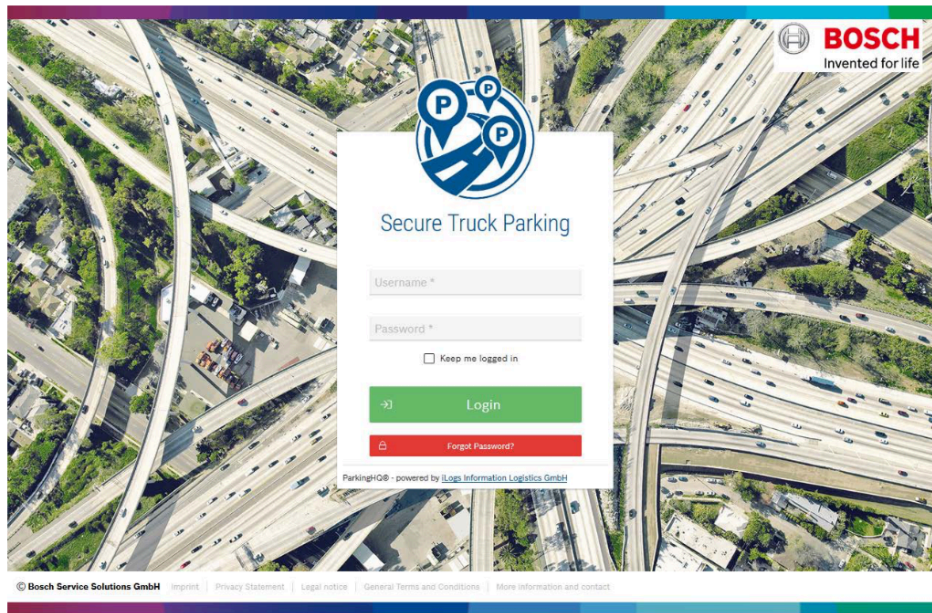 BOSCH
Invented for life
P P
P
Secure Truck Parking
Username *
Password *
Keep me logged in
Login
Forgot Password?
ParkingHQ® - powered by iLogs Information Logistics GmbH
© Bosch Service Solutions GmbH Imprint | Privacy Statement | Legal notice | General Terms and Conditions | More information and contact